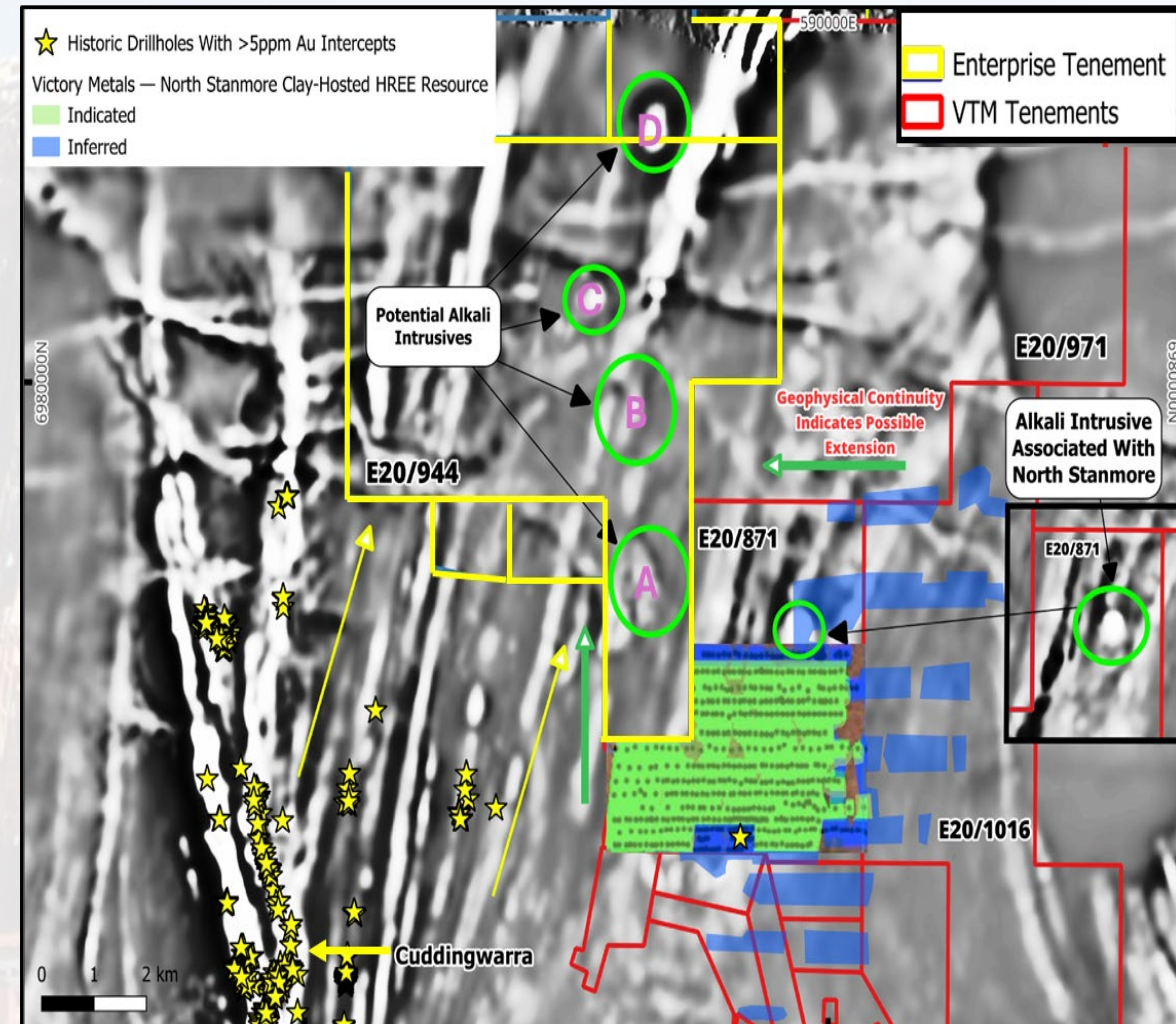 Historic Drillholes With >5ppm Au Intercepts
Victory Metals — North Stanmore Clay-Hosted HREE Resource
Indicated
Inferred
590000E
Enterprise Tenement
VTM Tenements
D
C
Potential Alkali
Intrusives
B
A
6980000N
6980000N
E20/971
Geophysical Continuity
Indicates Possible
Extension
Alkali Intrusive
Associated With
North Stanmore
E20/944
E20/871
E20/871
E20/1016
Cuddingwarra
0 1 2 km